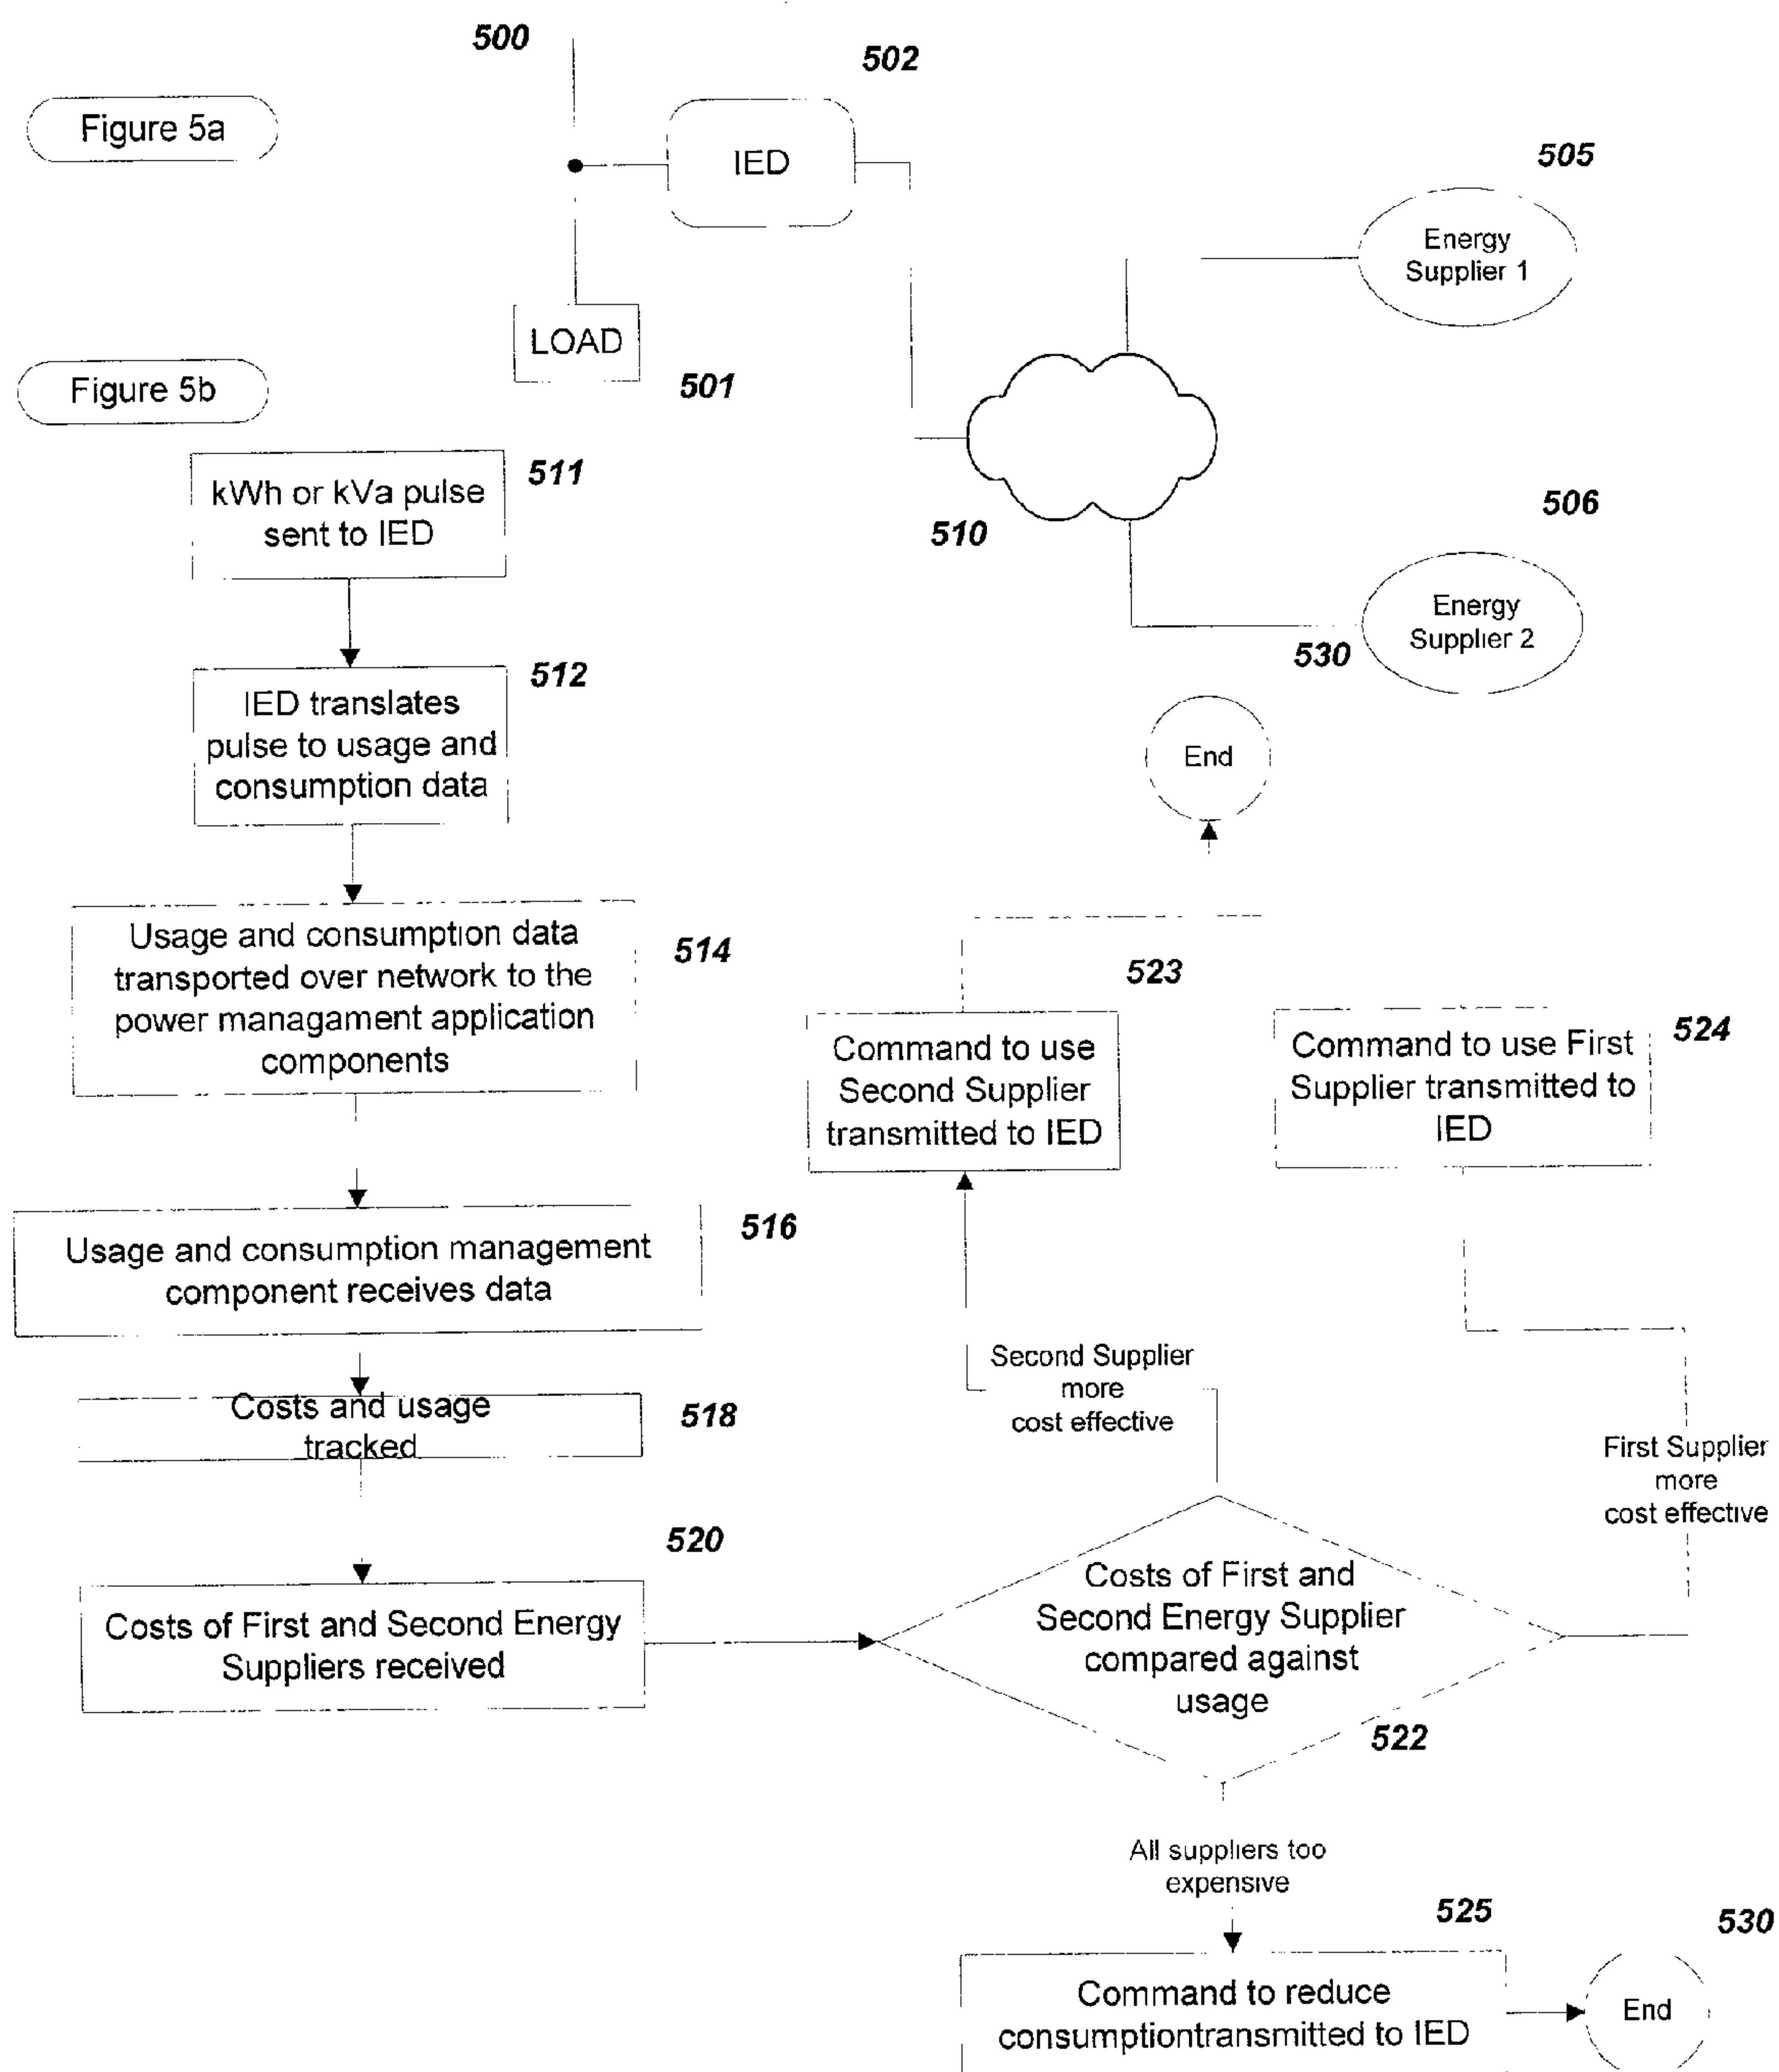 500
502
Figure 5a
IED
505
Energy
Supplier 1
LOAD
501
Figure 5b
511
kWh or kVa pulse
sent to IED
510
506
Energy
Supplier 2
530
512
IED translates
pulse to usage and
consumption data
End
514
Usage and consumption data
transported over network to the
power managament application
components
523
Command to use
Second Supplier
transmitted to IED
524
Command to use First
Supplier transmitted to
IED
516
Usage and consumption management
component receives data
Second Supplier
more
cost effective
518
Costs and usage
tracked
First Supplier
more
cost effective
520
Costs of First and Second Energy
Suppliers received
Costs of First and
Second Energy Supplier
compared against
usage
522
All suppliers too
expensive
525
530
Command to reduce
consumptiontransmitted to IED
End